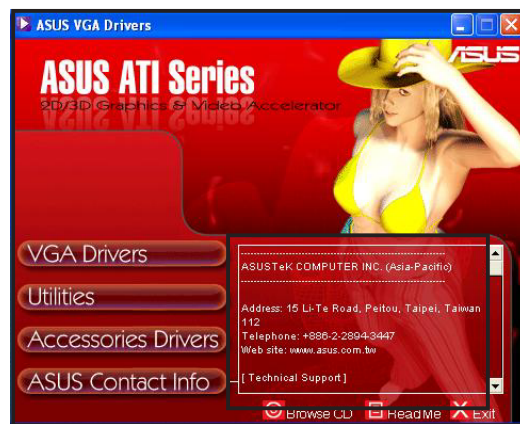 ASUS VGA Drivers
ASUS
ASUS ATI Series
2D/3D Graphics & Video Accelerator
VGA Drivers
Utilities
Accessories Drivers
ASUS Contact Info
-----------------------------------------------------
ASUSTeK COMPUTER INC. (Asia-Pacific)
-----------------------------------------------------
Address: 15 Li-Te Road, Peitou, Taipei, Taiwan
112
Telephone: +886-2-2894-3447
Web site: www.asus.com.tw
[ Technical Support ]
Browse CD ReadMe Exit